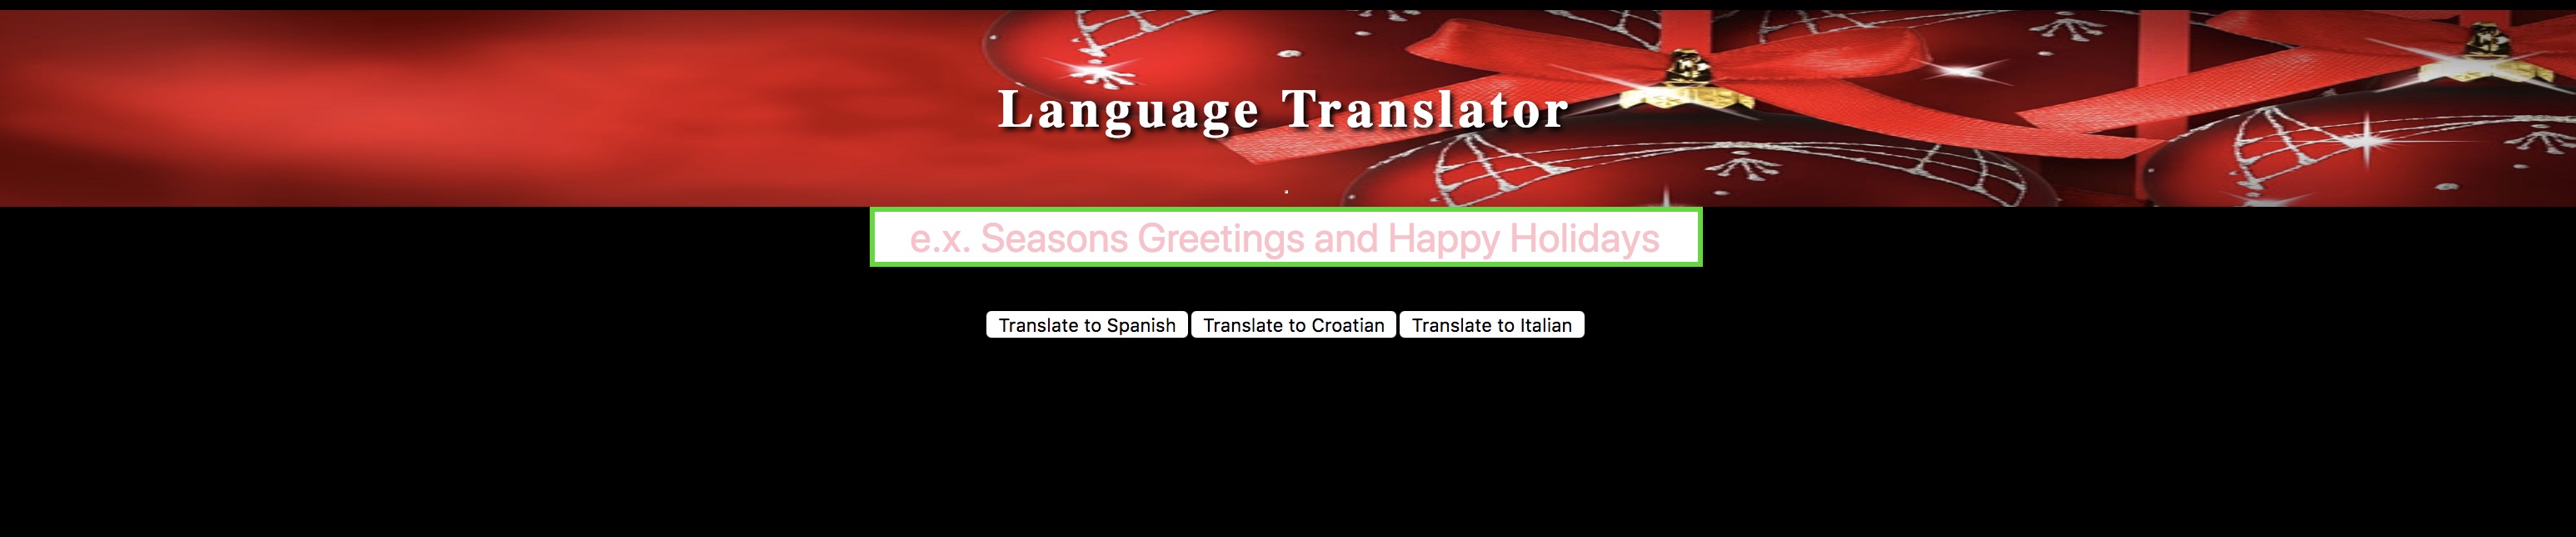 Language Translator
.
e.x. Seasons Greetings and Happy Holidays
Translate to Spanish Translate to Croatian Translate to Italian